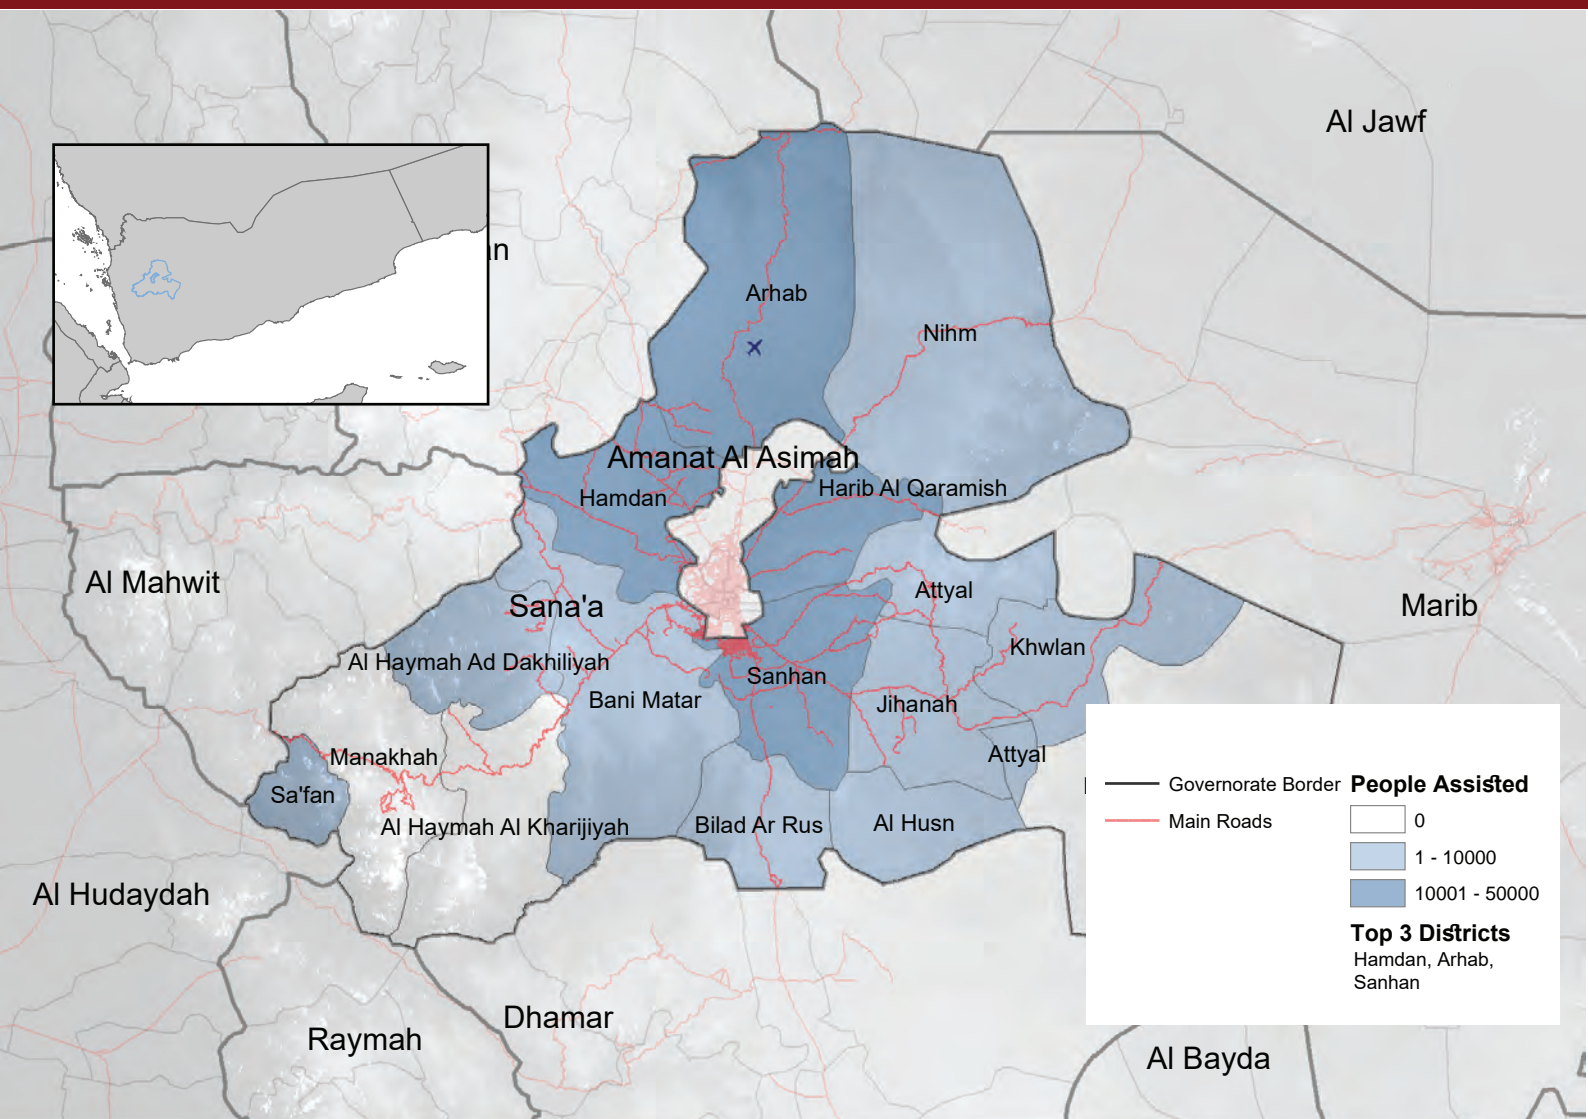 Al Jawf
an
Arhab
Nihm
Amanat Al Asimah
Hamdan
Harib Al Qaramish
Al Mahwit
Sana'a
Attyal
Marib
Khwlan
Al Haymah Ad Dakhiliyah
Sanhan
Bani Matar
Jihanah
Attyal
Manakhah
Sa'fan
Al Haymah Al Kharijiyah
Bilad Ar Rus
Al Husn
Al Hudaydah
Dhamar
Raymah
Al Bayda
Governorate Border
Main Roads
People Assisted
0
1 - 10000
10001 - 50000
Top 3 Districts
Hamdan, Arhab,
Sanhan